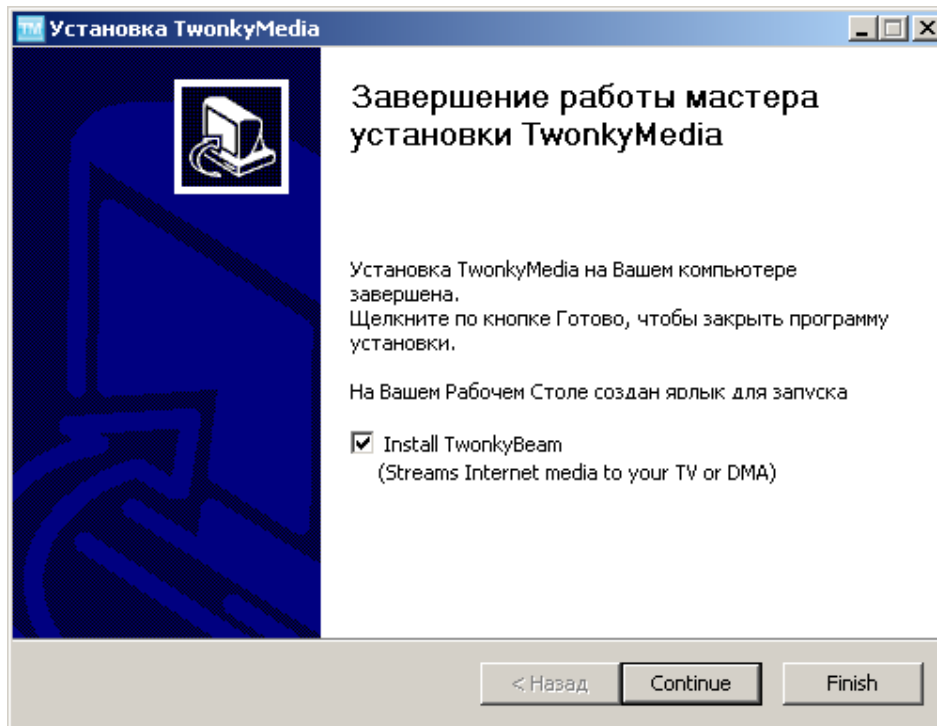 TM Установка TwonkyMedia
Завершение работы мастера
установки TwonkyMedia
Установка TwonkyMedia на Вашем компьютере
завершена.
Щелкните по кнопке Готово, чтобы закрыть программу
установки.
На Вашем Рабочем Столе создан ярлык для запуска
Install TwonkyBeam
(Streams Internet media to your TV or DMA)
< Назад
Continue
Finish